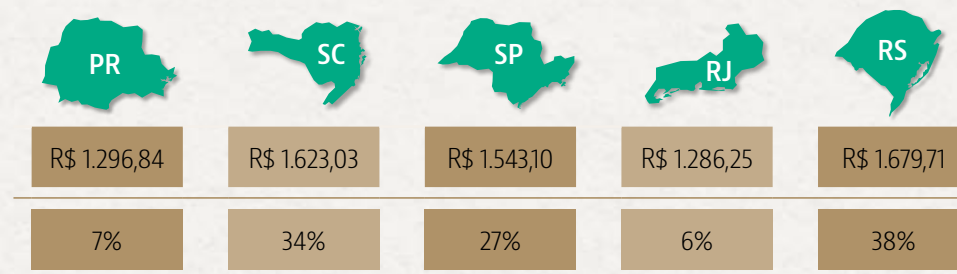 PR SC SP RJ RS
R$ 1.296,84 R$ 1.623,03 R$ 1.543,10 R$ 1.286,25 R$ 1.679,71
7% 34% 27% 6% 38%